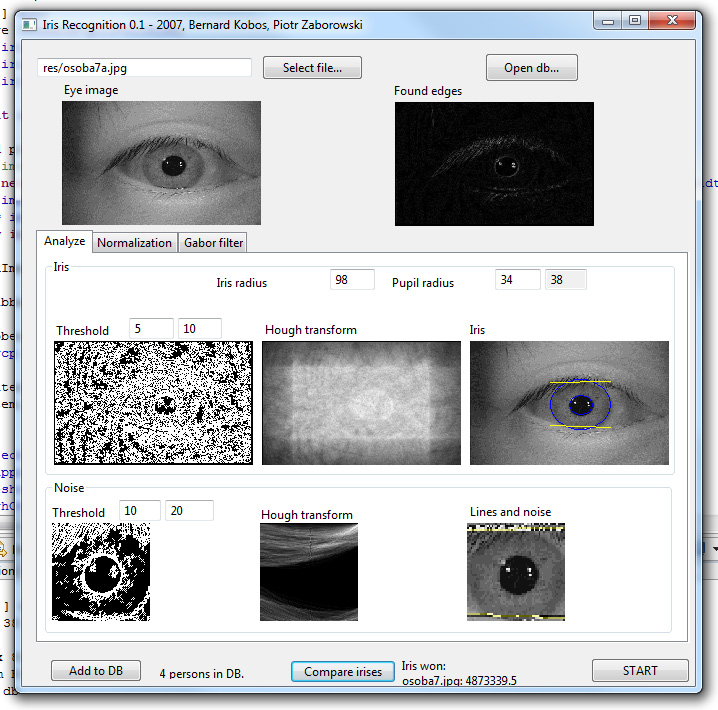 Iris Recognition 0.1 - 2007, Bernard Kobos, Piotr Zaborowski
res/osoba7a.jpg Select file... Open db...
Eye image Found edges
Analyze Normalization Gabor filter
Iris
Iris radius 98 Pupil radius 34 38
Threshold 5 10 Hough transform Iris
Noise
Threshold 10 20 Hough transform Lines and noise
Add to DB 4 persons in DB. Compare irises Iris won: START
osoba7.jpg: 4873339.5